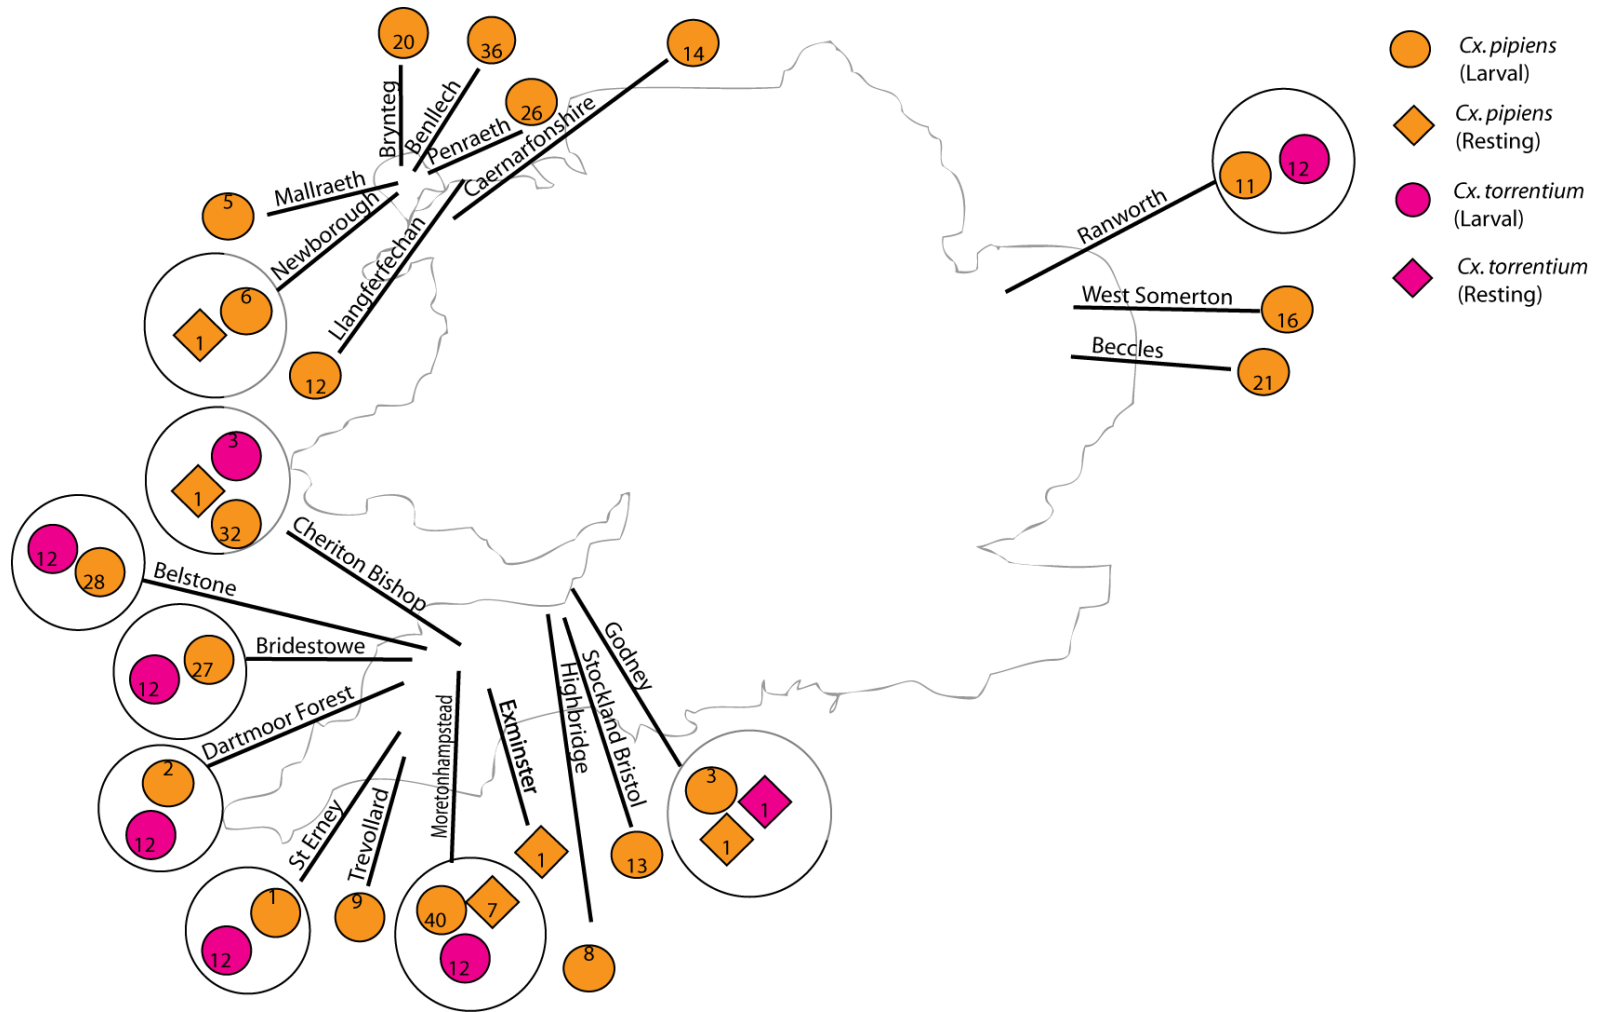 20
36
14
26
Brynteg
Benllech
Penraeth
Caernarfonshire
Mallraeth
5
Newborough
6
1
Llangferfechan
12
Cx. pipiens
(Larval)
Cx. pipiens
(Resting)
Cx. torrentium
(Larval)
Cx. torrentium
(Resting)
Ranworth
11
12
West Somerton
16
Beccles
21
3
1
32
Cheriton Bishop
12
28
Belstone
Bridestowe
27
12
Dartmoor Forest
2
12
St Erney
1
12
Trevollard
9
Moretonhampstead
40
7
12
Exminster
1
Highbridge
8
Stockland Bristol
13
Godney
3
1
1